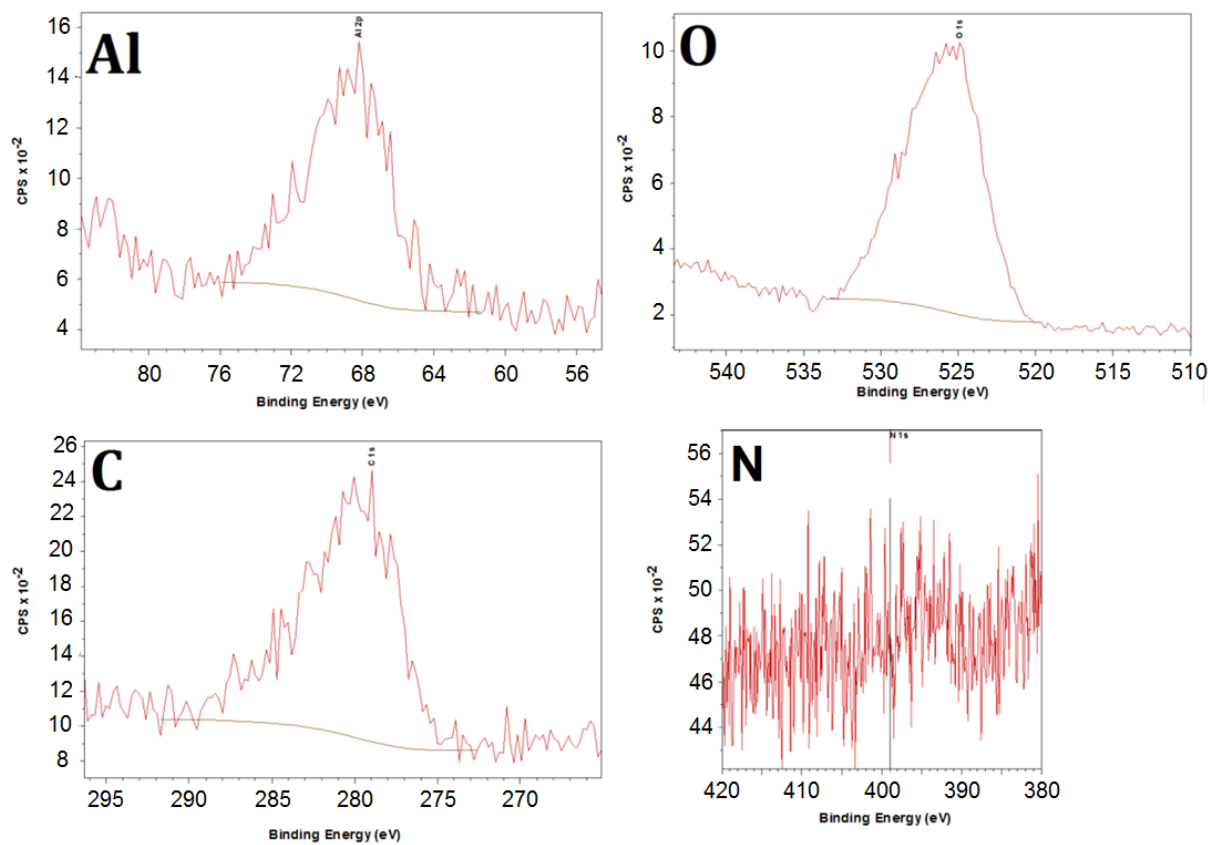 Al
Al 2p
16
14
12
10
8
6
4
CPS x 10⁻²
80 76 72 68 64 60 56
Binding Energy (eV)
O
O 1s
10
8
6
4
2
CPS x 10⁻²
540 533 530 525 520 515 510
Binding Energy (eV)
C
C 1s
26
24
22
20
18
16
14
12
10
8
CPS x 10⁻²
295 290 285 279 275 270
Binding Energy (eV)
N
N 1s
56
54
52
50
48
46
44
CPS x 10⁻²
420 410 400 390 380
Binding Energy (eV)